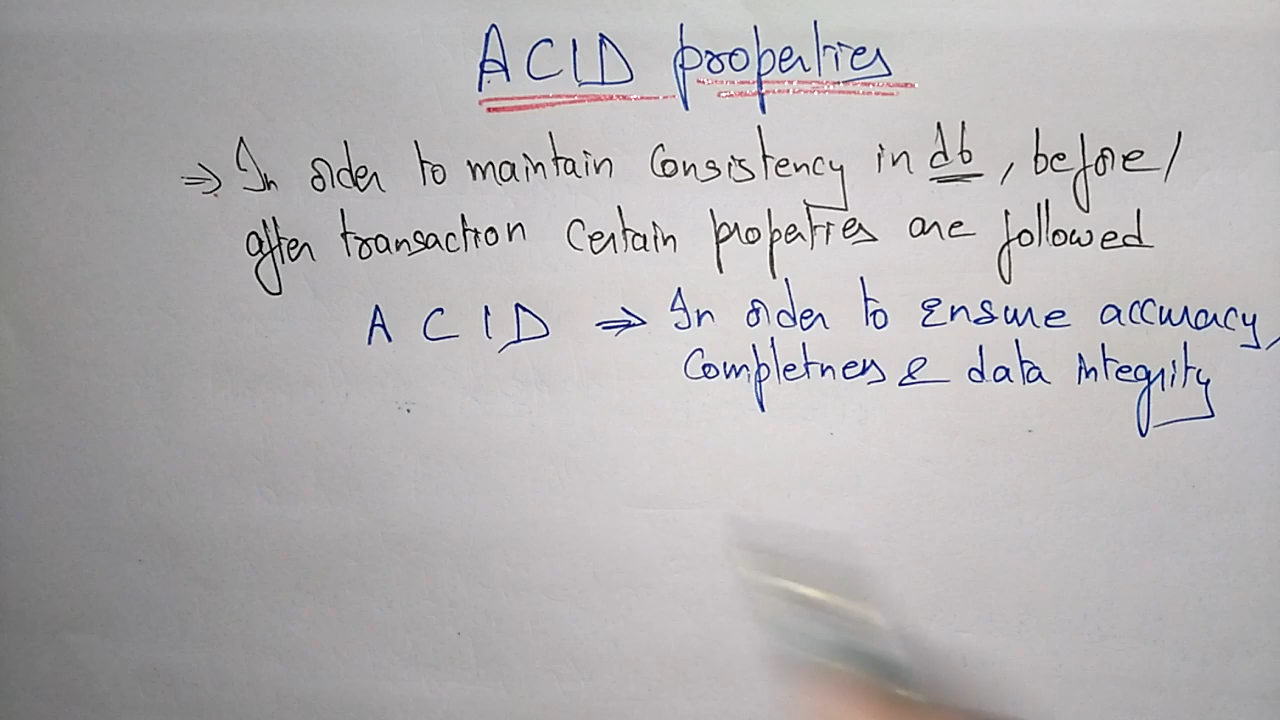 ACID properties
⇒ In order to maintain Consistency in db, before/
after transaction Certain properties are followed
A C I D ⇒ In order to Ensure accuracy,
Completness & data integrity